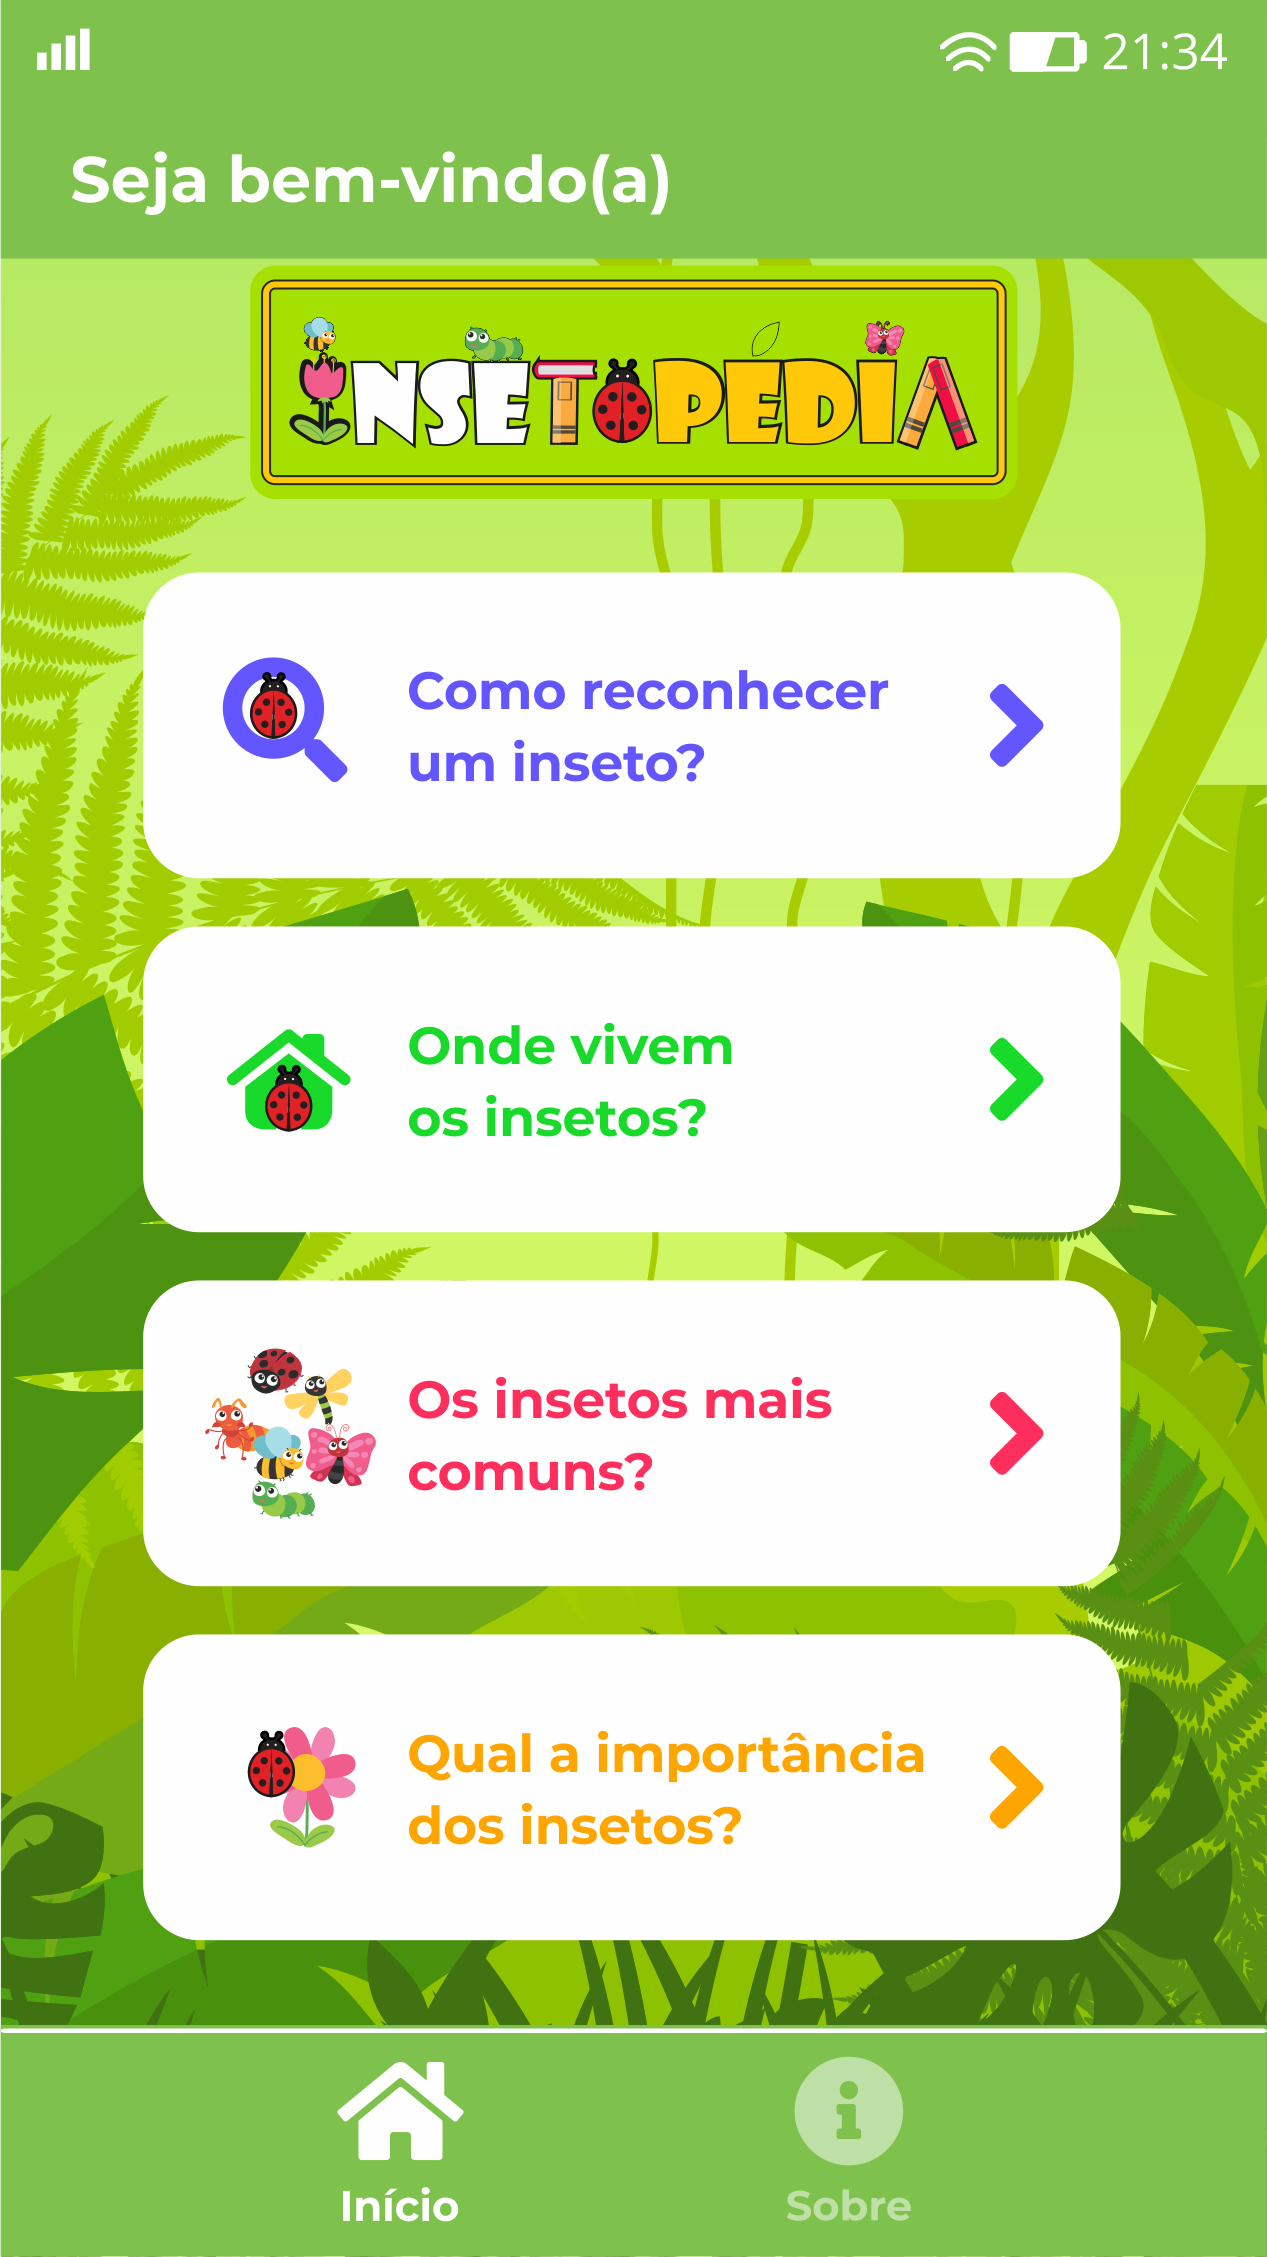 21:34
Seja bem-vindo(a)
INSETOPEDIA
Como reconhecer
um inseto?
Onde vivem
os insetos?
Os insetos mais
comuns?
Qual a importância
dos insetos?
Início
Sobre